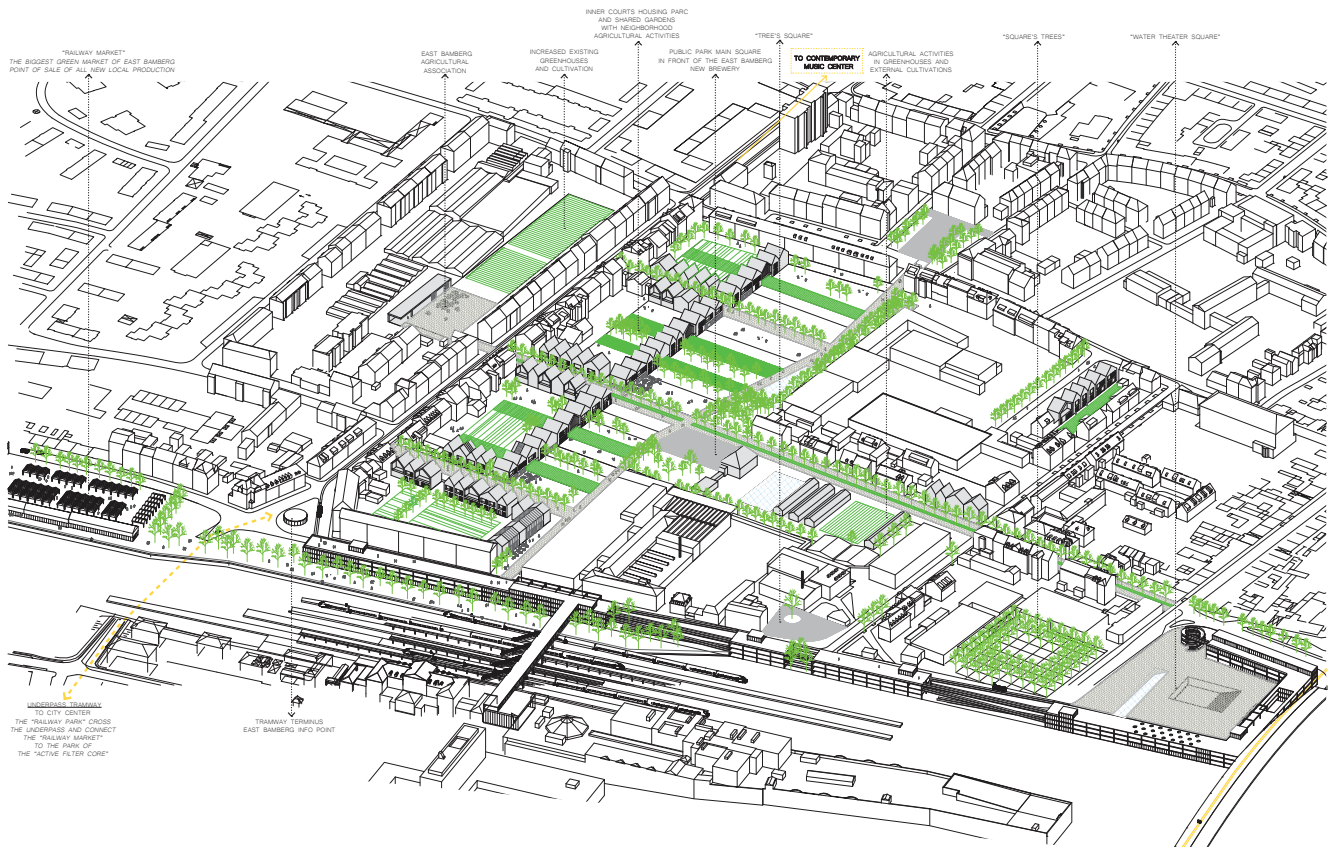 "RAILWAY MARKET"
THE BIGGEST GREEN MARKET OF EAST BAMBERG
POINT OF SALE OF ALL NEW LOCAL PRODUCTION
EAST BAMBERG
AGRICULTURAL
ASSOCIATION
INCREASED EXISTING
GREENHOUSES
AND CULTIVATION
INNER COURTS HOUSING PARC
AND SHARED GARDENS
WITH NEIGHBORHOOD
AGRICULTURAL ACTIVITIES
PUBLIC PARK MAIN SQUARE
IN FRONT OF THE EAST BAMBERG
NEW BREWERY
"TREE'S SQUARE"
TO CONTEMPORARY
MUSIC CENTER
AGRICULTURAL ACTIVITIES
IN GREENHOUSES AND
EXTERNAL CULTIVATIONS
"SQUARE'S TREES"
"WATER THEATER SQUARE"
UNDERPASS TRAMWAY
TO CITY CENTER
THE "RAILWAY PARK" CROSS
THE UNDERPASS AND CONNECT
THE "RAILWAY MARKET"
TO THE PARK OF
THE "ACTIVE FILTER CORE"
TRAMWAY TERMINUS
EAST BAMBERG INFO POINT